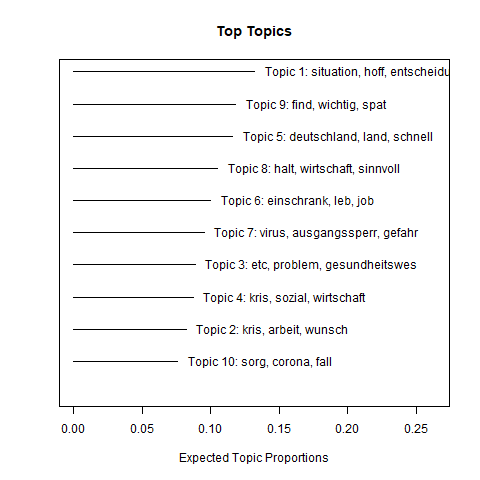 Top Topics
Topic 1: situation, hoff, entscheidu
Topic 9: find, wichtig, spat
Topic 5: deutschland, land, schnell
Topic 8: halt, wirtschaft, sinnvoll
Topic 6: einschrank, leb, job
Topic 7: virus, ausgangssperr, gefahr
Topic 3: etc, problem, gesundheitswes
Topic 4: kris, sozial, wirtschaft
Topic 2: kris, arbeit, wunsch
Topic 10: sorg, corona, fall
0.00 0.05 0.10 0.15 0.20 0.25
Expected Topic Proportions